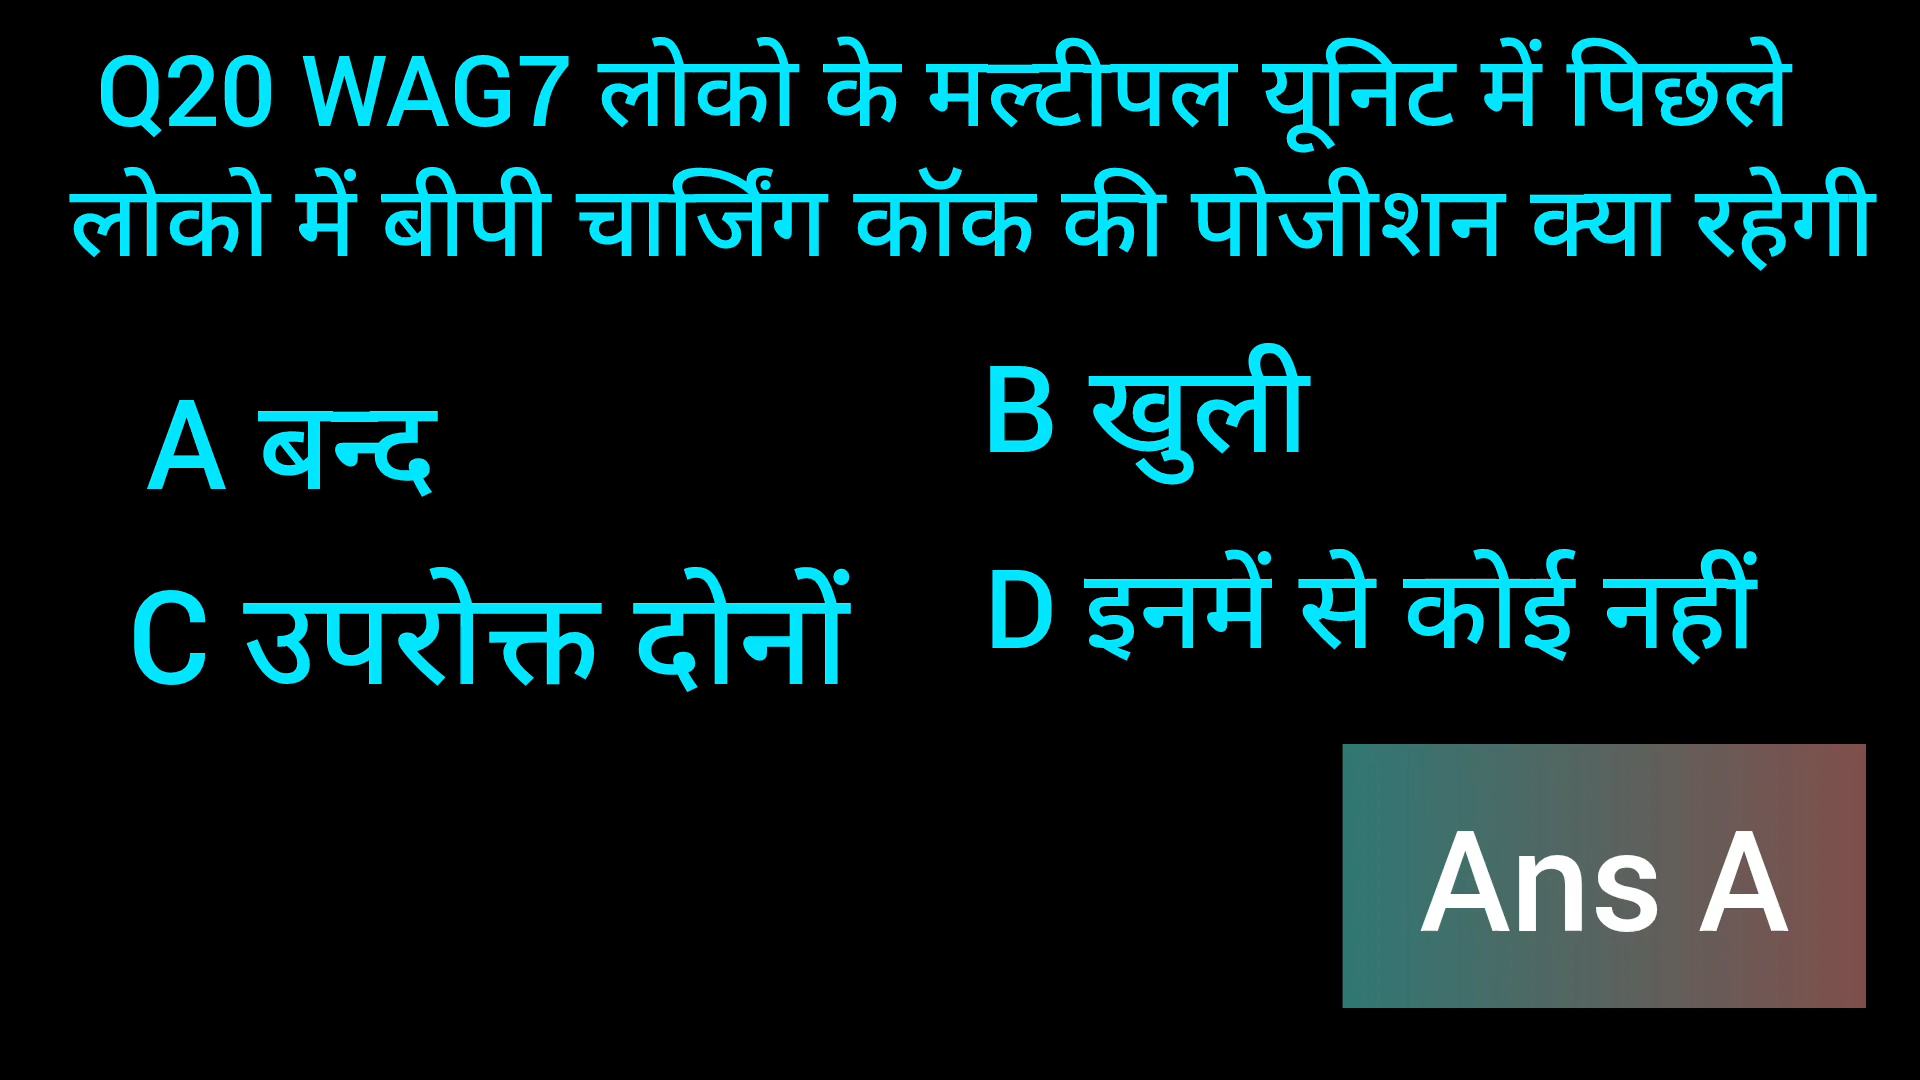 Q20 WAG7 लोको के मल्टीपल यूनिट में पिछले
लोको में बीपी चार्जिंग कॉक की पोजीशन क्या रहेगी
A बन्द
B खुली
C उपरोक्त दोनों
D इनमें से कोई नहीं
Ans A